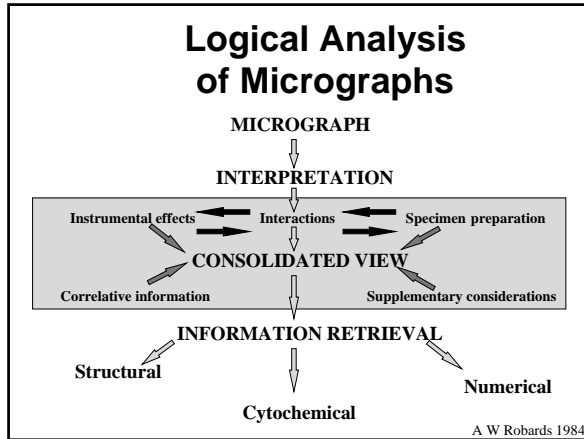 Logical Analysis
of Micrographs
MICROGRAPH
INTERPRETATION
Instrumental effects Interactions Specimen preparation
CONSOLIDATED VIEW
Correlative information Supplementary considerations
INFORMATION RETRIEVAL
Structural
Numerical
Cytochemical
A W Robards 1984